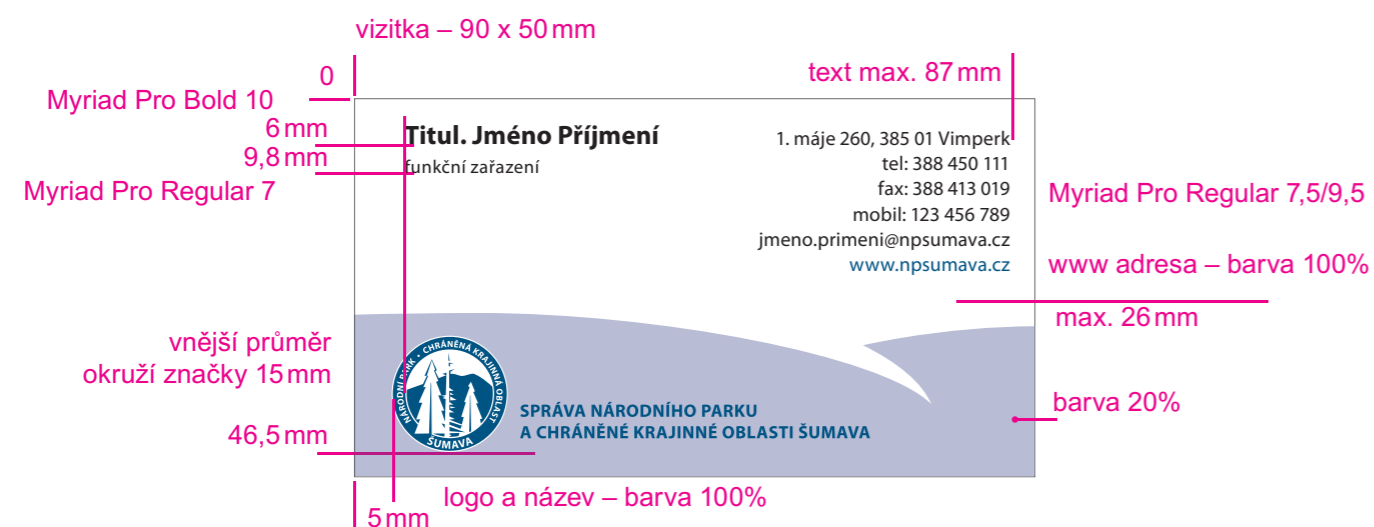 vizitka – 90 x 50 mm
0
text max. 87 mm
Myriad Pro Bold 10
6 mm
Titul. Jméno Příjmení
1. máje 260, 385 01 Vimperk
9,8 mm
funkční zařazení
tel: 388 450 111
Myriad Pro Regular 7
fax: 388 413 019
Myriad Pro Regular 7,5/9,5
mobil: 123 456 789
jmeno.primeni@npsumava.cz
www.npsumava.cz
www adresa – barva 100%
max. 26 mm
vnější průměr
okruží značky 15 mm
NÁRODNÍ PARK • CHRÁNĚNÁ KRAJINNÁ OBLAST
ŠUMAVA
barva 20%
SPRÁVA NÁRODNÍHO PARKU
A CHRÁNĚNÉ KRAJINNÉ OBLASTI ŠUMAVA
46,5 mm
logo a název – barva 100%
5 mm